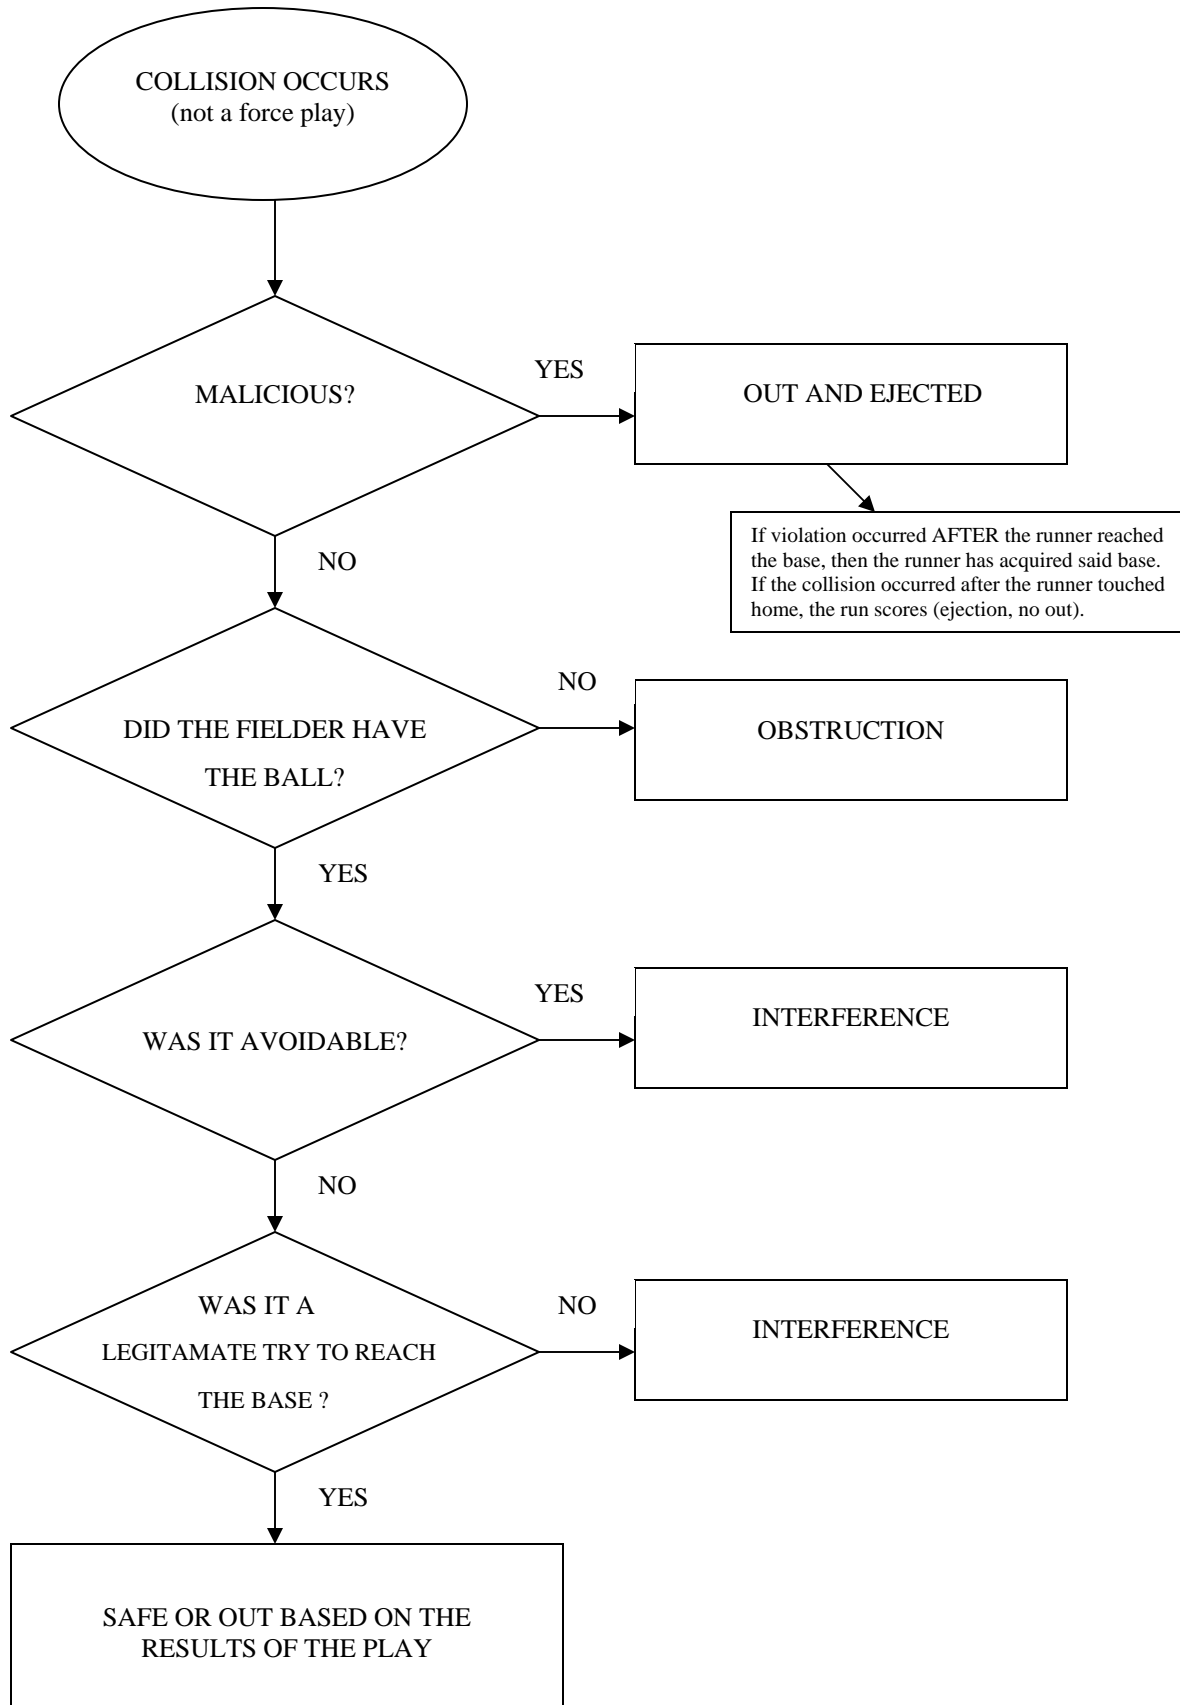 COLLISION OCCURS
(not a force play)
MALICIOUS?
YES
OUT AND EJECTED
If violation occurred AFTER the runner reached
the base, then the runner has acquired said base.
If the collision occurred after the runner touched
home, the run scores (ejection, no out).
NO
DID THE FIELDER HAVE
THE BALL?
NO
OBSTRUCTION
YES
WAS IT AVOIDABLE?
YES
INTERFERENCE
NO
WAS IT A
LEGITAMATE TRY TO REACH
THE BASE ?
NO
INTERFERENCE
YES
SAFE OR OUT BASED ON THE
RESULTS OF THE PLAY